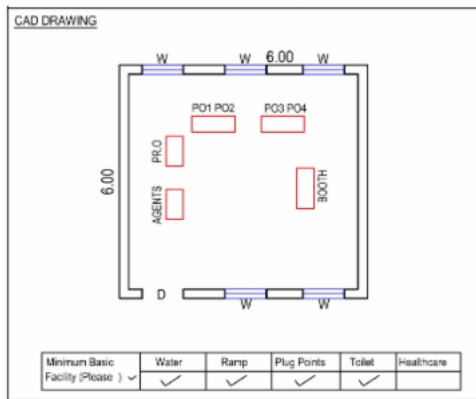 CAD DRAWING
W W 6.00 W
PO1 PO2 PO3 PO4
PR.O
6.00
AGENTS
BOOTH
D W W
Minimum Basic Facility (Please ✓) Water Ramp Plug Points Toilet Healthcare
✓ ✓ ✓ ✓